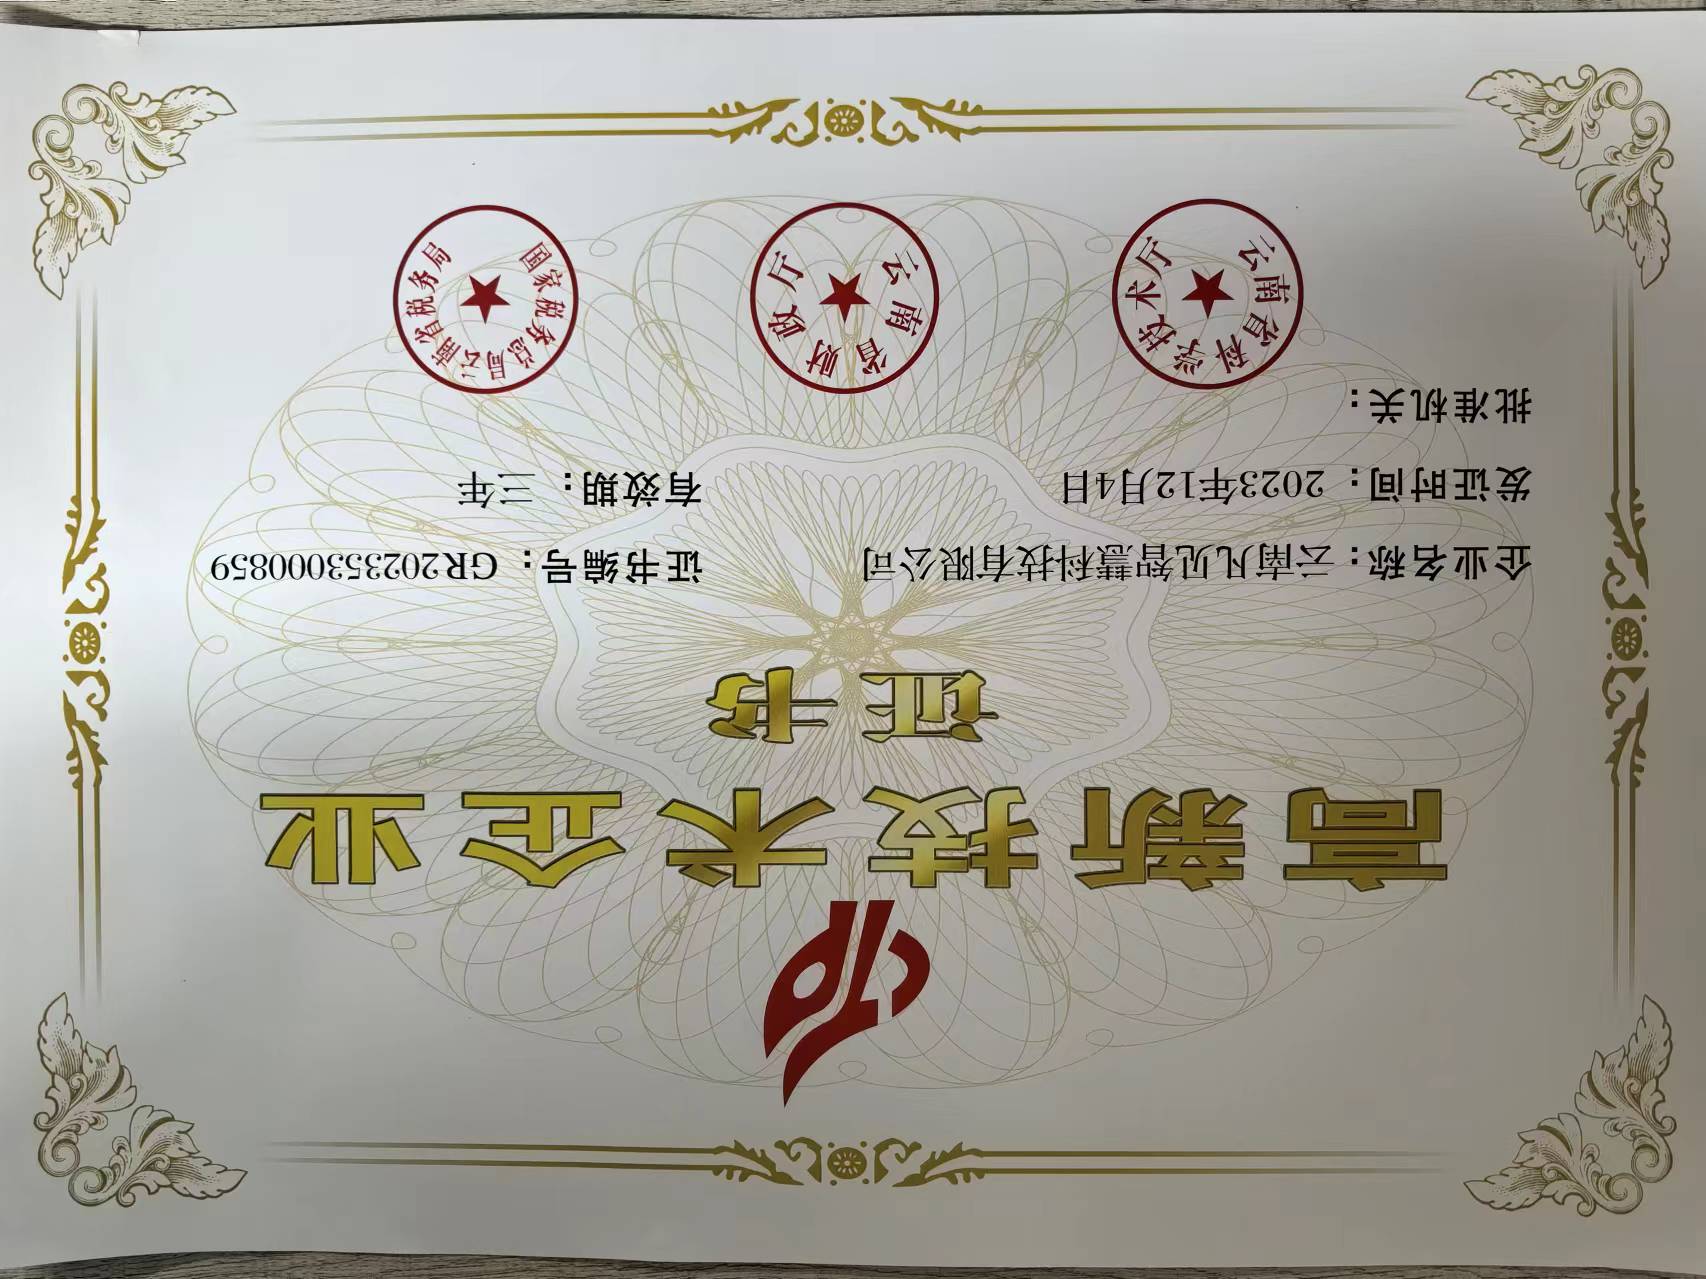 高新技术企业
证书
企业名称：云南凡见智慧科技有限公司
证书编号：GR202353000859
发证时间：2023年12月4日
有效期：三年
批准机关：
云南省科学技术厅
云南省财政厅
国家税务总局云南省税务局